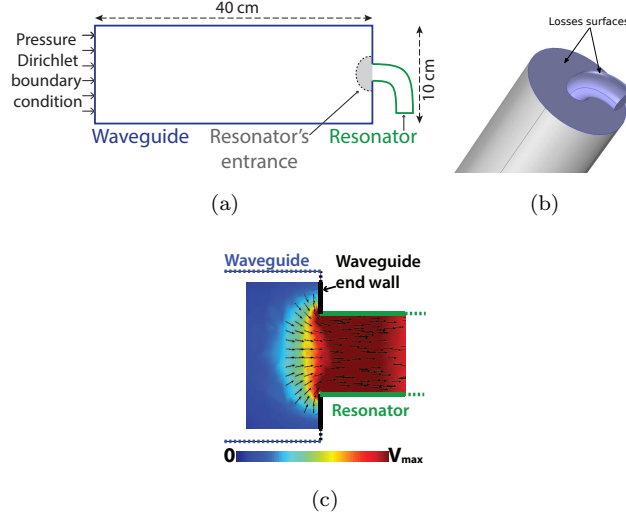 40 cm
Pressure
Dirichlet
boundary
condition
10 cm
Waveguide
Resonator's
entrance
Resonator
(a)
Losses surfaces
(b)
Waveguide
Waveguide
end wall
Resonator
0
Vmax
(c)